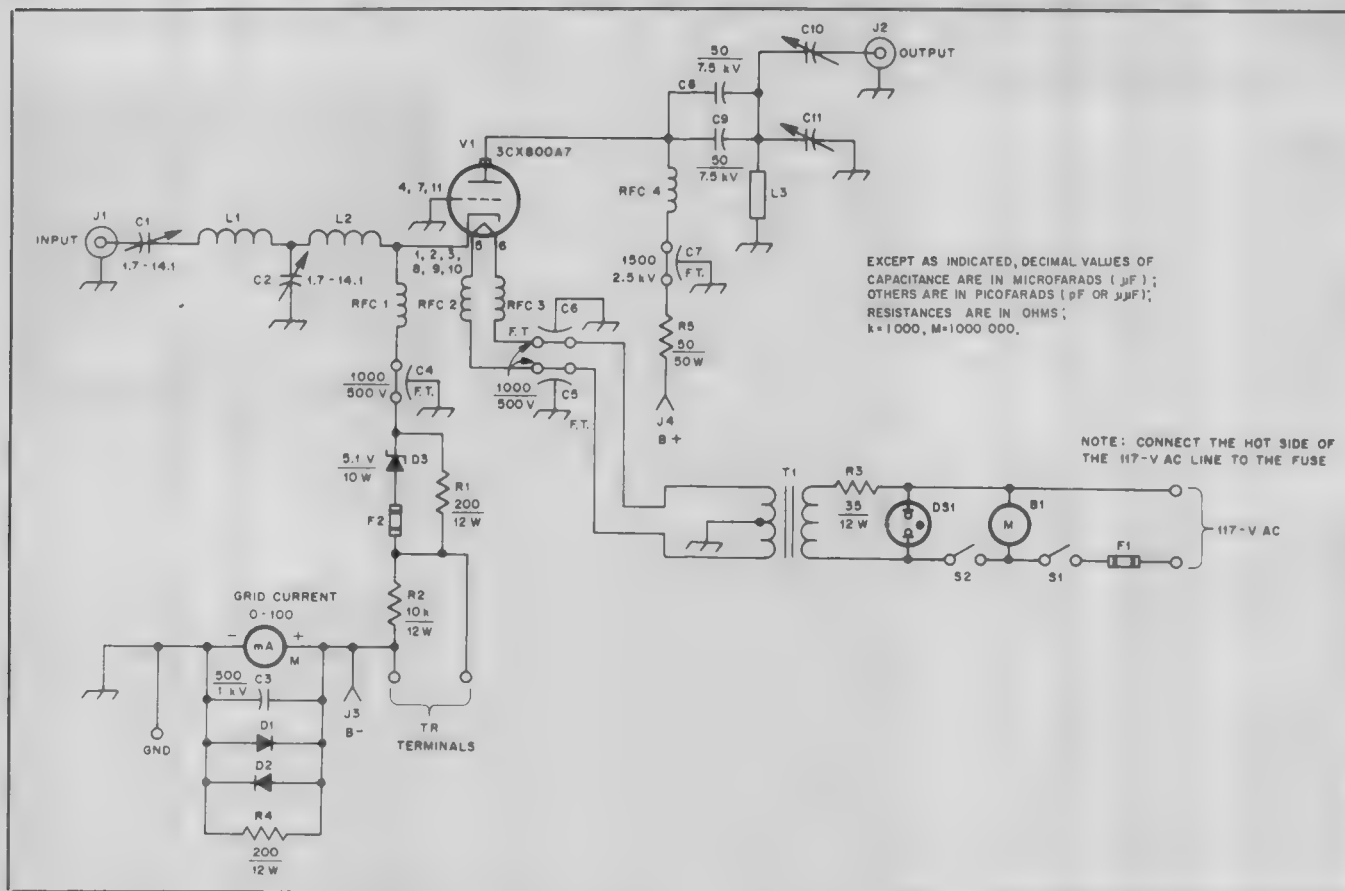 C10
J2
OUTPUT
50
7.5 kV
C8
C9
C11
50
7.5 kV
V1
3CX800A7
4, 7, 11
RFC 4
L3
J1
C1
L1
L2
INPUT
1.7-14.1
5
6
1, 2, 3,
8, 9, 10
C2
1.7-14.1
RFC 1
RFC 2
RFC 3
C6
1500
2.5 kV
C7
F.T.
EXCEPT AS INDICATED, DECIMAL VALUES OF
CAPACITANCE ARE IN MICROFARADS (µF);
OTHERS ARE IN PICOFARADS (pF OR µµF);
RESISTANCES ARE IN OHMS;
k=1000, M=1000 000.
F.T
R5
50
50W
1000
500 V
C4
F.T.
1000
500 V
C5
F.T.
J4
B+
NOTE: CONNECT THE HOT SIDE OF
THE 117-V AC LINE TO THE FUSE
5.1 V
10 W
D3
R1
200
12 W
F2
T1
R3
35
12 W
DS1
B1
M
117-V AC
S2
S1
F1
R2
10k
12 W
GRID CURRENT
0-100
-
mA
+
M
500
1 kV
C3
J3
B-
TR
TERMINALS
GND
D1
D2
R4
200
12 W